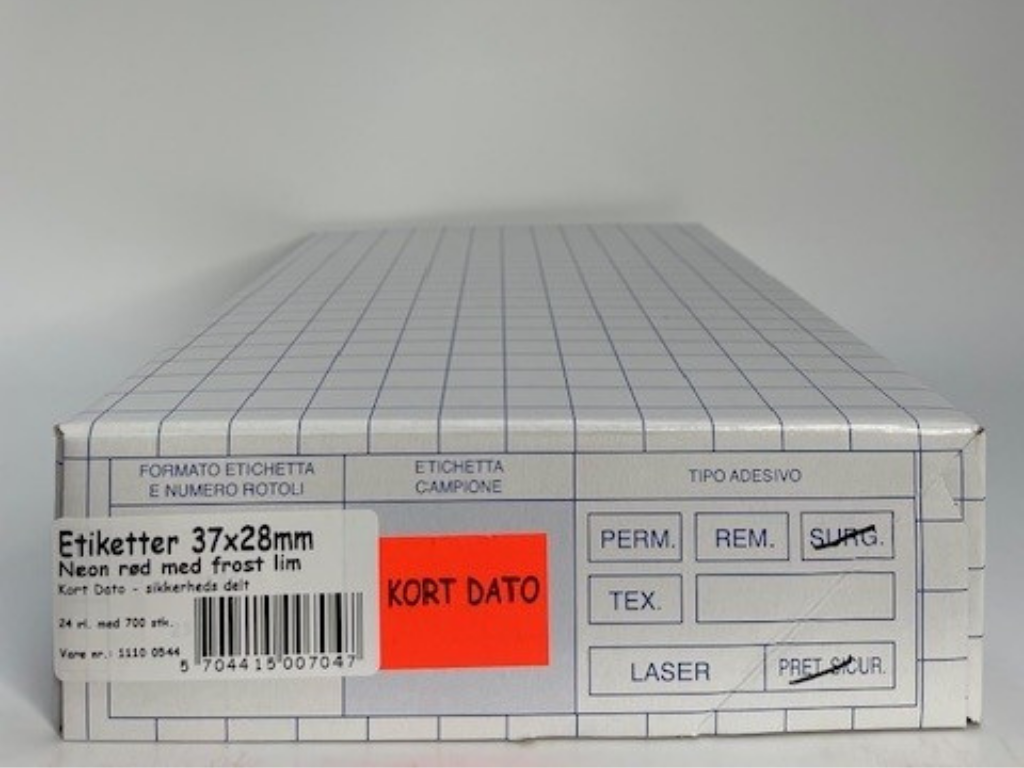 FORMATO ETICHETTA
E NUMERO ROTOLI
ETICHETTA
CAMPIONE
TIPO ADESIVO
Etiketter 37x28mm
Neon rød med frost lim
Kort Dato - sikkerheds delt
24 rl. med 700 stk.
Vare nr.: 1110 0544
5 704415 007047
KORT DATO
PERM.
REM.
SURG.
TEX.
LASER
PRET-SICUR.